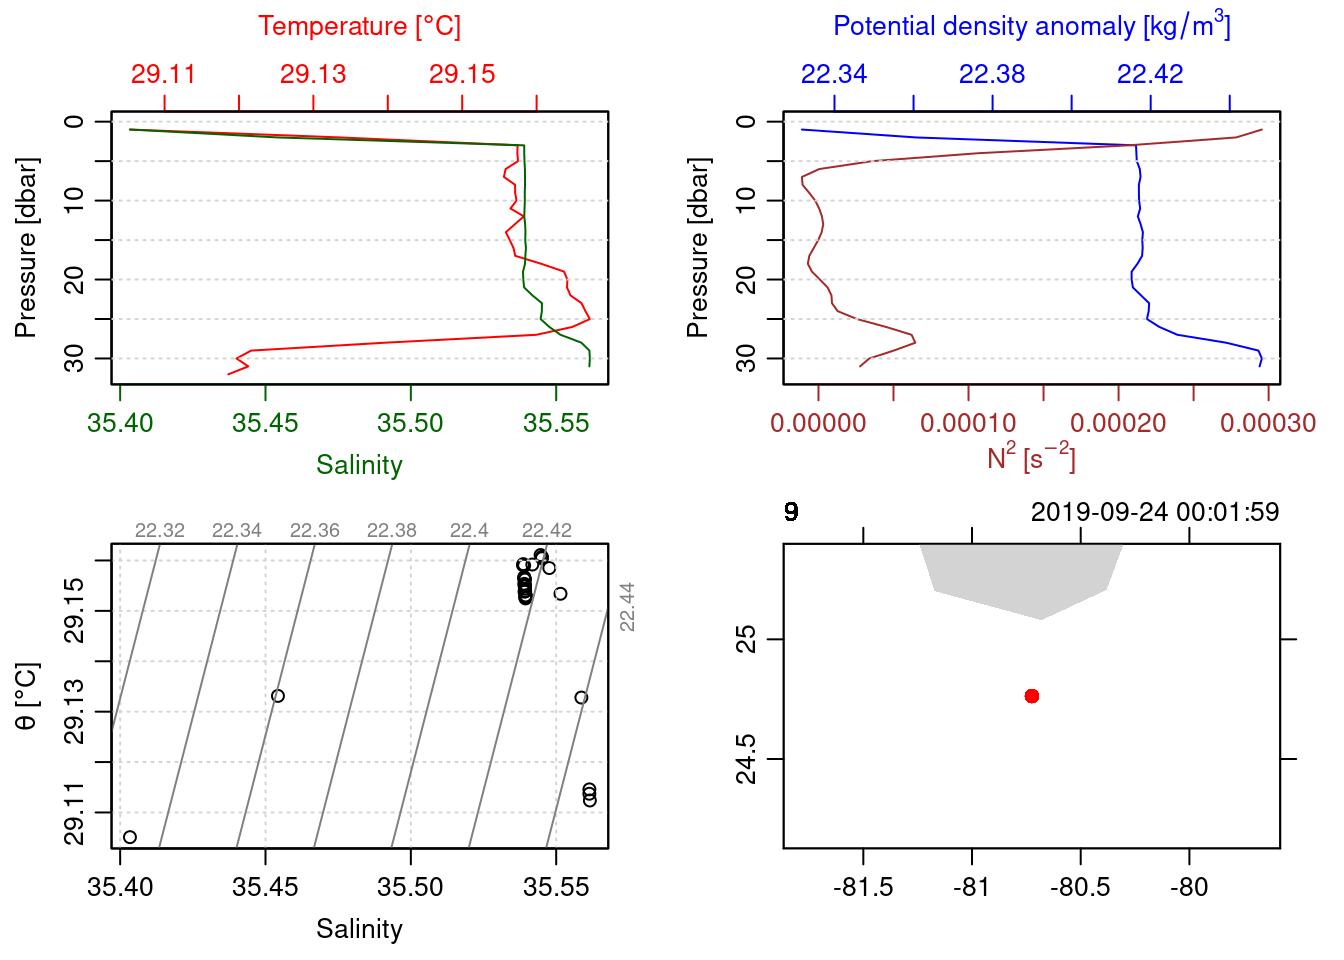 Temperature [°C]
29.11 29.13 29.15
0
10
20
30
Pressure [dbar]
35.40 35.45 35.50 35.55
Salinity
Potential density anomaly [kg/m³]
22.34 22.38 22.42
0
10
20
30
Pressure [dbar]
0.00000 0.00010 0.00020 0.00030
N² [s⁻²]
22.32 22.34 22.36 22.38 22.4 22.42
22.44
29.15
29.13
29.11
θ [°C]
35.40 35.45 35.50 35.55
Salinity
2019-09-24 00:01:59
25
24.5
-81.5 -81 -80.5 -80